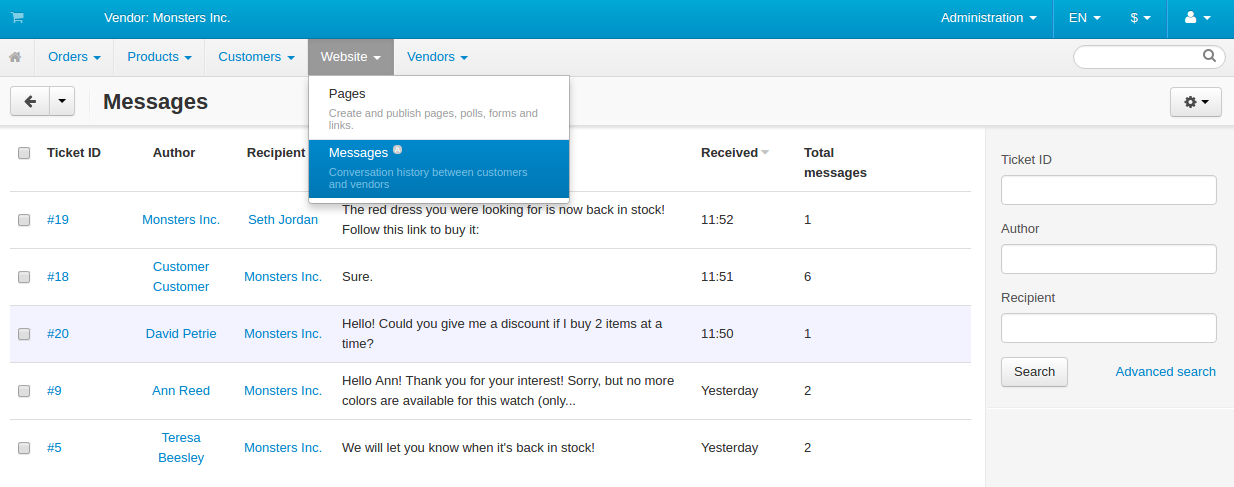 Vendor: Monsters Inc.
Administration
EN
$
Orders
Products
Customers
Website
Vendors
Messages
Pages
Create and publish pages, polls, forms and
links.
Messages A
Conversation history between customers
and vendors
Ticket ID
Author
Recipient
Received
Total
messages
#19
Monsters Inc.
Seth Jordan
The red dress you were looking for is now back in stock!
Follow this link to buy it:
11:52
1
#18
Customer
Customer
Monsters Inc.
Sure.
11:51
6
#20
David Petrie
Monsters Inc.
Hello! Could you give me a discount if I buy 2 items at a
time?
11:50
1
#9
Ann Reed
Monsters Inc.
Hello Ann! Thank you for your interest! Sorry, but no more
colors are available for this watch (only...
Yesterday
2
#5
Teresa
Beesley
Monsters Inc.
We will let you know when it's back in stock!
Yesterday
2
Ticket ID
Author
Recipient
Search
Advanced search